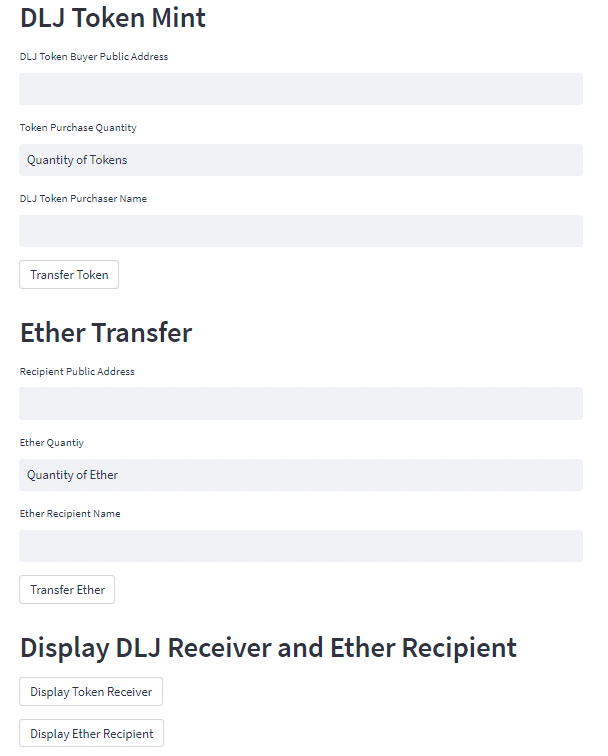 DLJ Token Mint
DLJ Token Buyer Public Address
Token Purchase Quantity
Quantity of Tokens
DLJ Token Purchaser Name
Transfer Token
Ether Transfer
Recipient Public Address
Ether Quantiy
Quantity of Ether
Ether Recipient Name
Transfer Ether
Display DLJ Receiver and Ether Recipient
Display Token Receiver
Display Ether Recipient